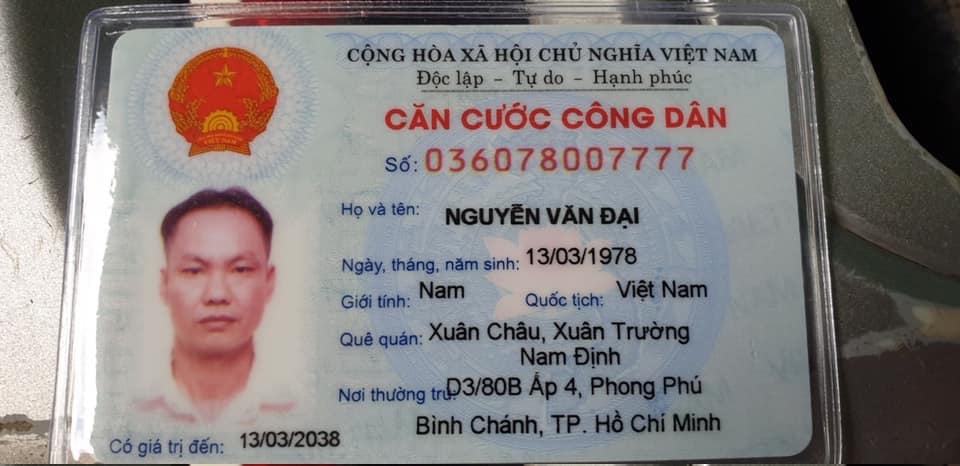 CỘNG HÒA XÃ HỘI CHỦ NGHĨA VIỆT NAM
Độc lập - Tự do - Hạnh phúc
CĂN CƯỚC CÔNG DÂN
Số: 036078007777
Họ và tên: NGUYỄN VĂN ĐẠI
Ngày, tháng, năm sinh: 13/03/1978
Giới tính: Nam Quốc tịch: Việt Nam
Quê quán: Xuân Châu, Xuân Trường
Nam Định
Nơi thường trú: D3/80B Ấp 4, Phong Phú
Bình Chánh, TP. Hồ Chí Minh
Có giá trị đến: 13/03/2038